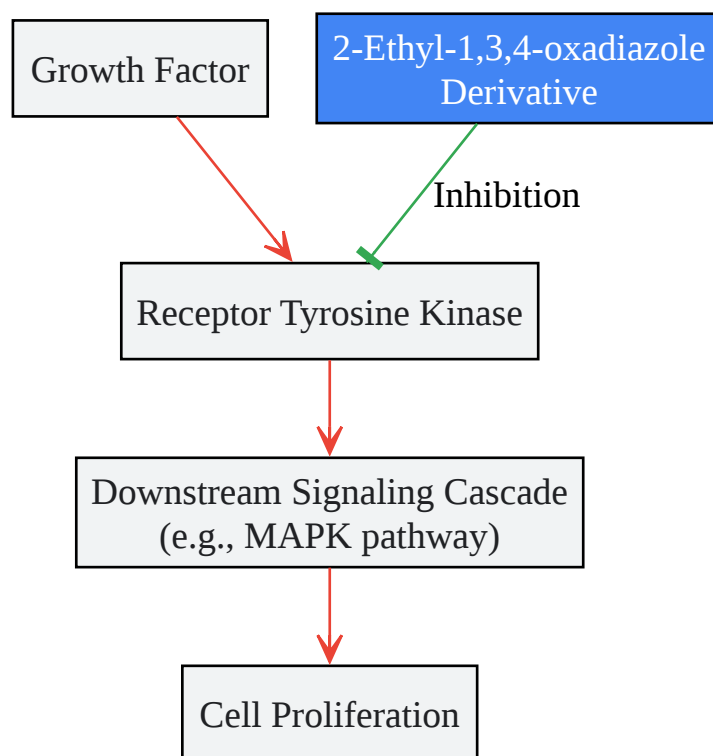 Growth Factor
2-Ethyl-1,3,4-oxadiazole
Derivative
Inhibition
Receptor Tyrosine Kinase
Downstream Signaling Cascade
(e.g., MAPK pathway)
Cell Proliferation